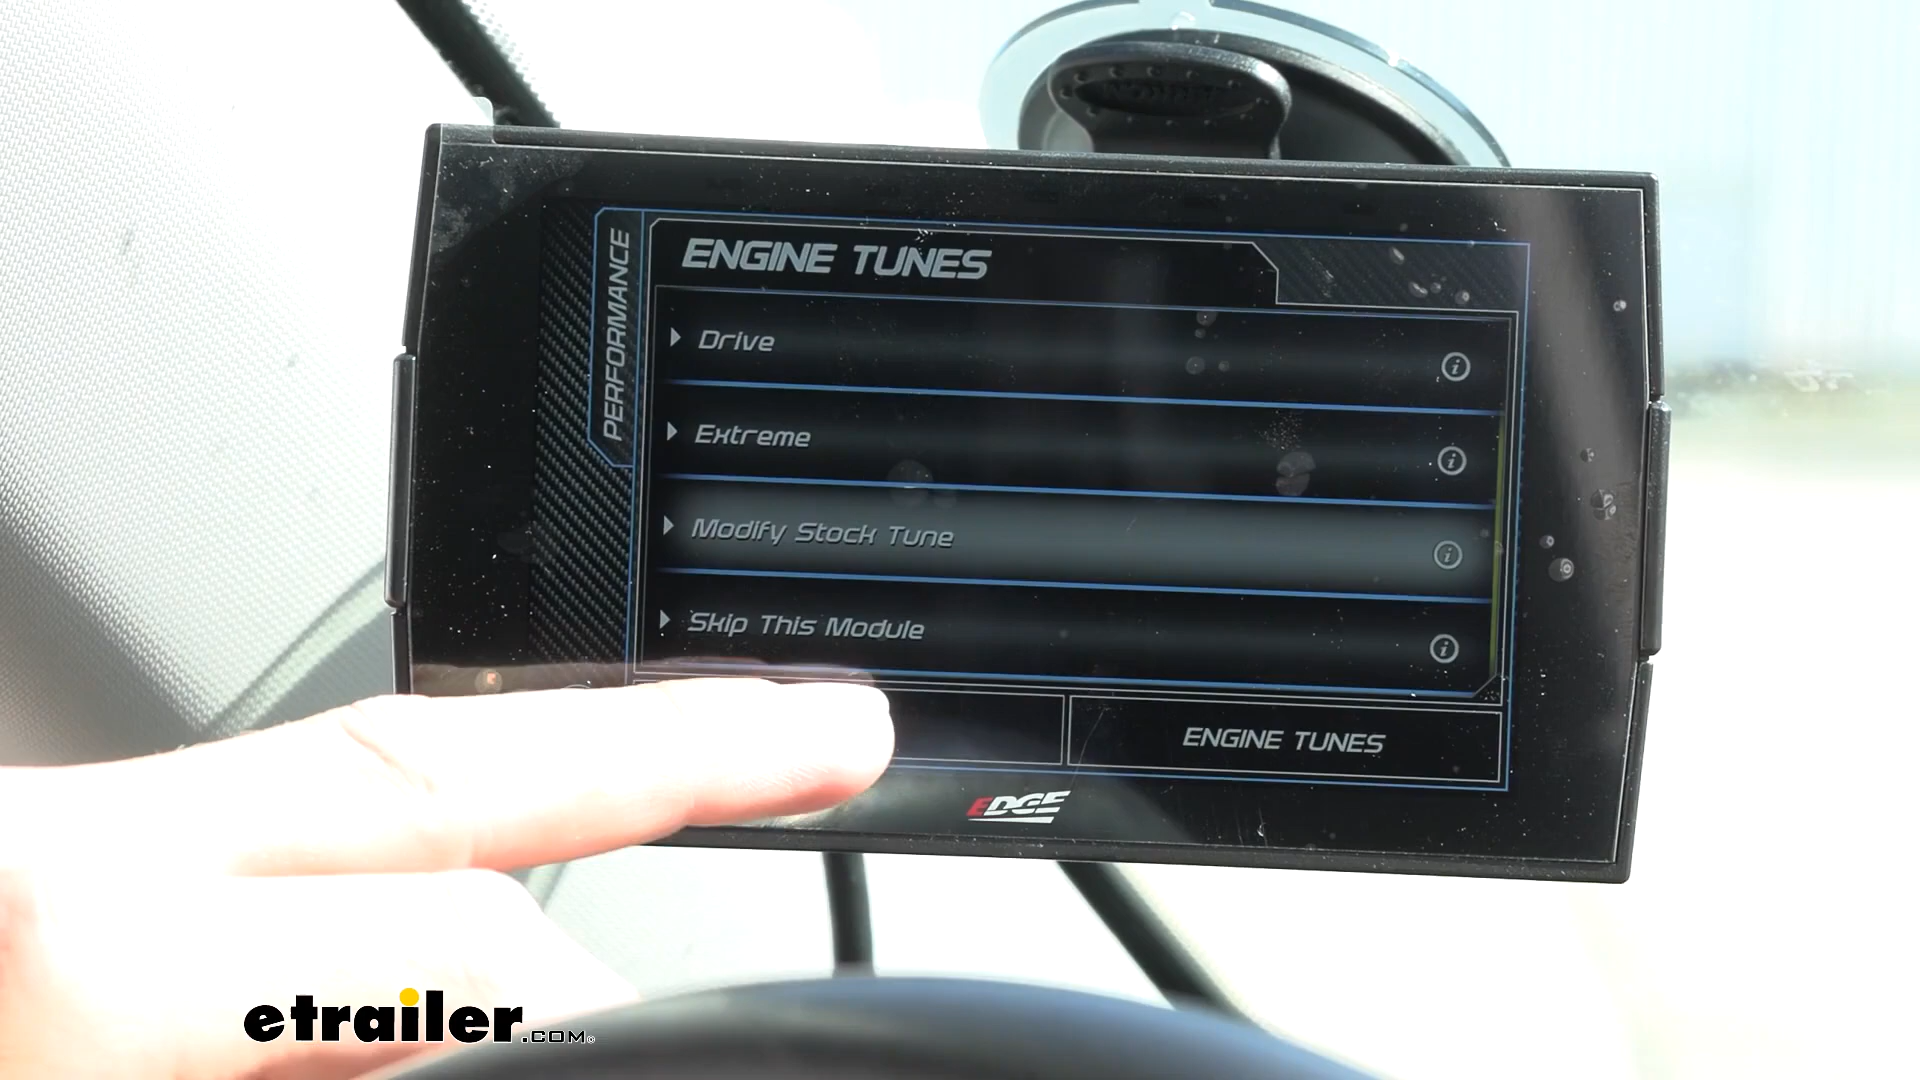 PERFORMANCE
ENGINE TUNES
Drive
Extreme
Modify Stock Tune
Skip This Module
ENGINE TUNES
EDGE
etrailer.com